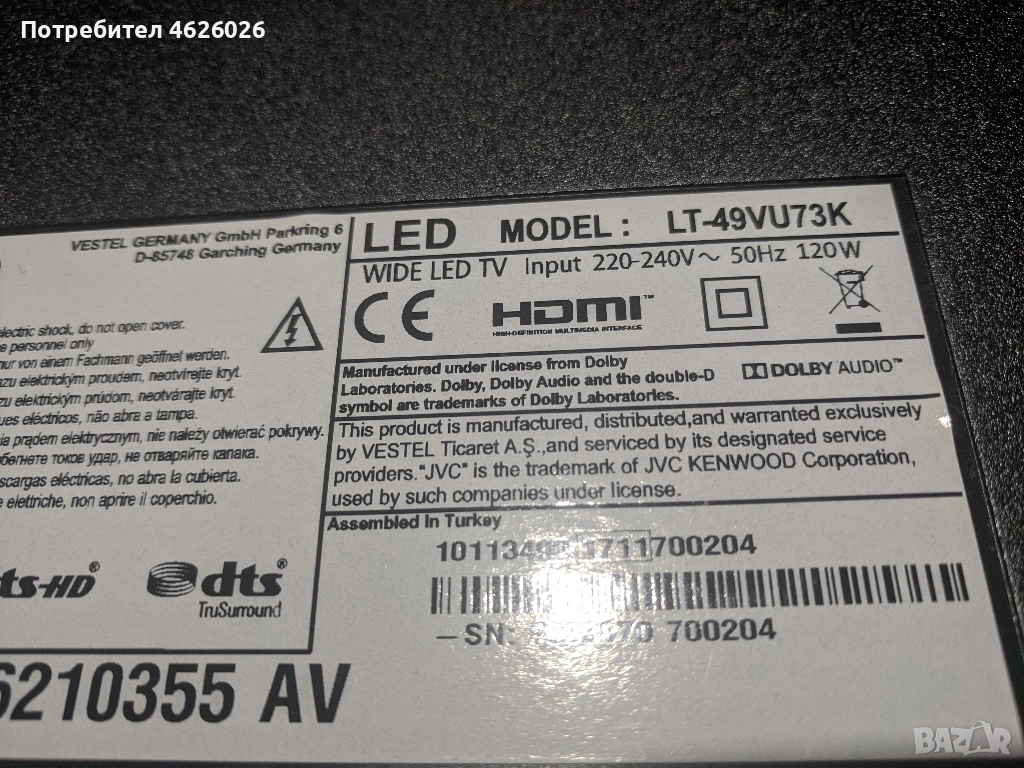 Потребител 4626026
VESTEL GERMANY GmbH Parkring 6
D-85748 Garching Germany
electric shock, do not open cover.
personnel only
nur von einem Fachmann geöffnet werden.
elektrickým proudem, neotvírejte kryt.
elektrickým prúdom, neotvárajte kryt.
eléctricos, não abra a tampa.
prądem elektrycznym, nie należy otwierać pokrywy.
токов удар, не отваряйте капака.
descargas eléctricas, no abra la cubierta.
elettriche, non aprire il coperchio.
ts-HD®
dts®
TruSurround
6210355 AV
LED MODEL : LT-49VU73K
WIDE LED TV Input 220-240V~ 50Hz 120W
CE HDMI™
HIGH-DEFINITION MULTIMEDIA INTERFACE
Manufactured under license from Dolby
Laboratories. Dolby, Dolby Audio and the double-D
symbol are trademarks of Dolby Laboratories.
DOLBY AUDIO™
This product is manufactured, distributed,and warranted exclusively
by VESTEL Ticaret A.Ş.,and serviced by its designated service
providers."JVC" is the trademark of JVC KENWOOD Corporation,
used by such companies under license.
Assembled In Turkey
1711700204
-SN: 700204
BAZAR